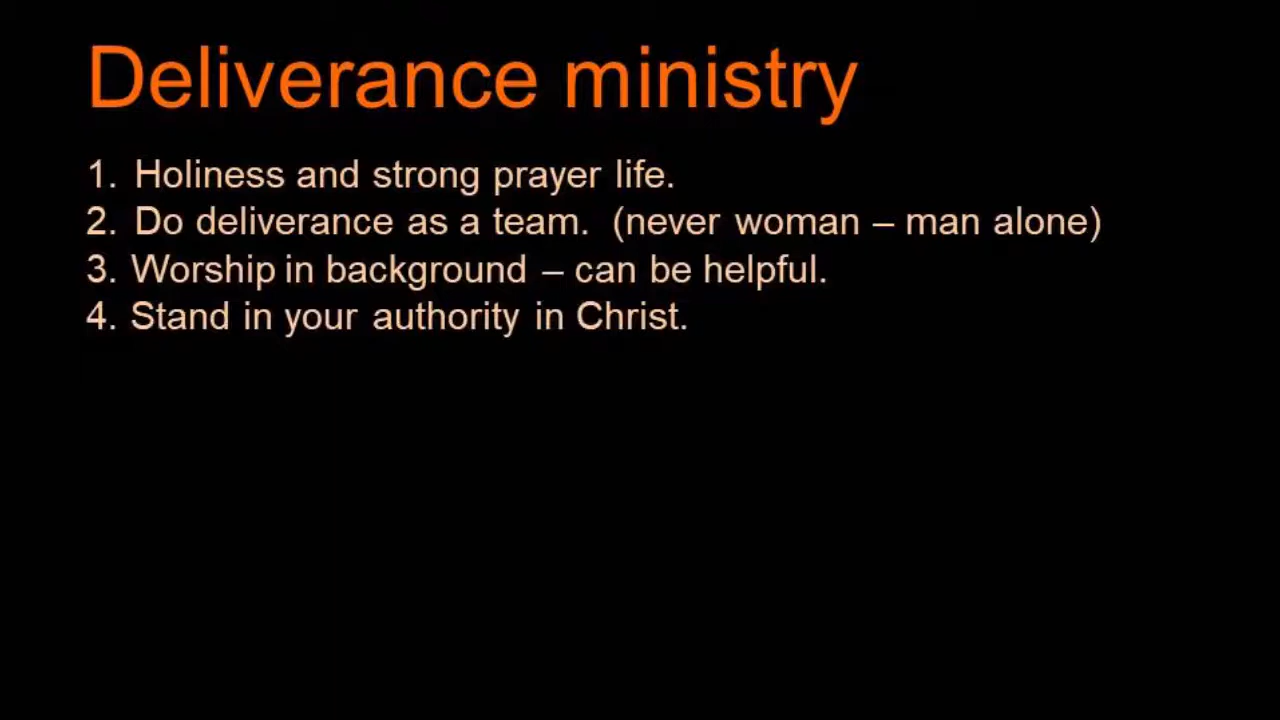 Deliverance ministry
1. Holiness and strong prayer life.
2. Do deliverance as a team. (never woman – man alone)
3. Worship in background – can be helpful.
4. Stand in your authority in Christ.